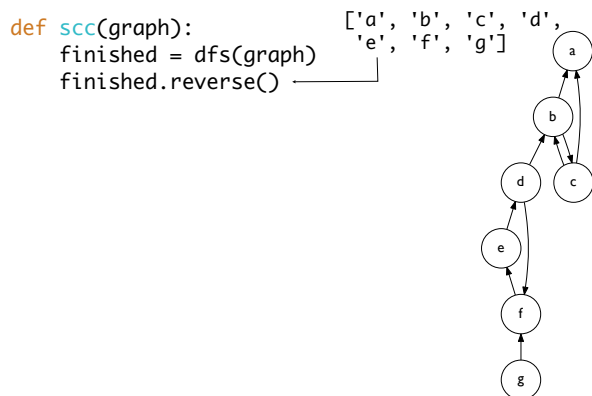 def scc(graph):
    finished = dfs(graph)
    finished.reverse()
['a', 'b', 'c', 'd',
'e', 'f', 'g']
a
b
d
c
e
f
g